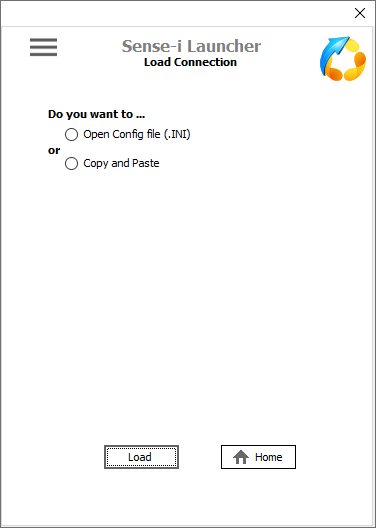 Sense-i Launcher
Load Connection
Do you want to ...
Open Config file (.INI)
or
Copy and Paste
Load
Home